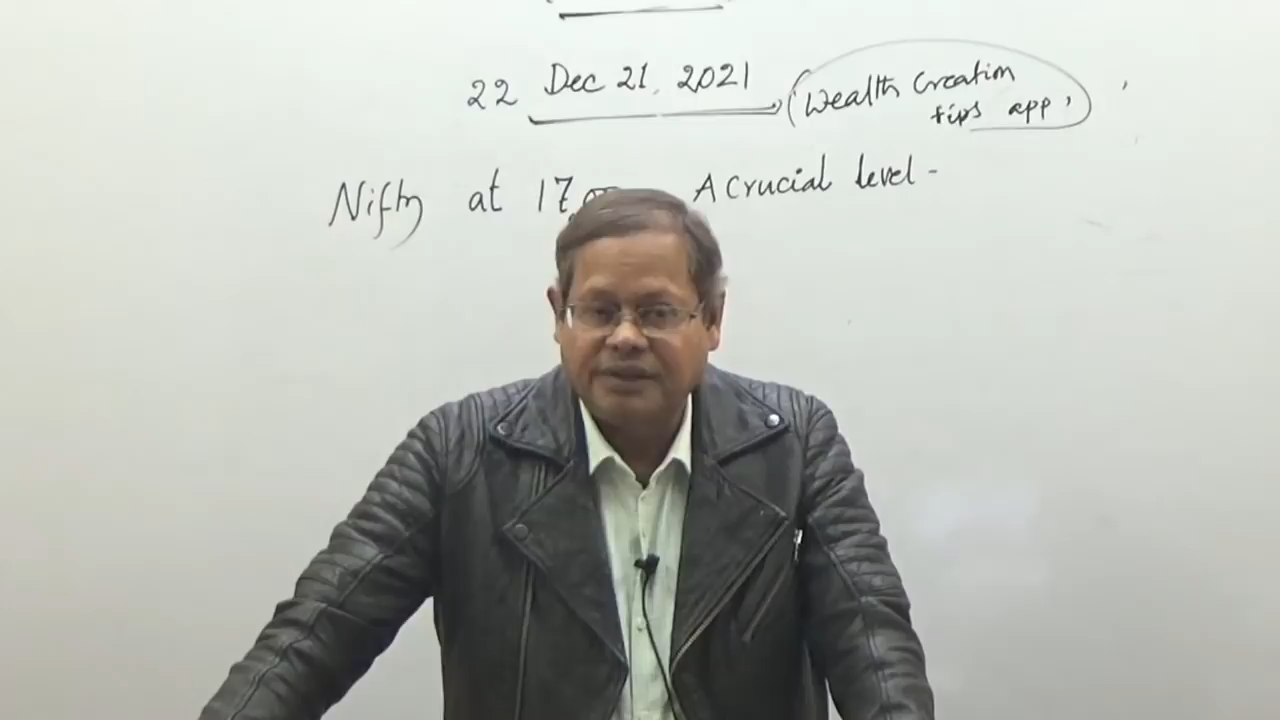 22 Dec 21, 2021 (Wealth Creation
tips app,
Nifty at 17, A Crucial level -